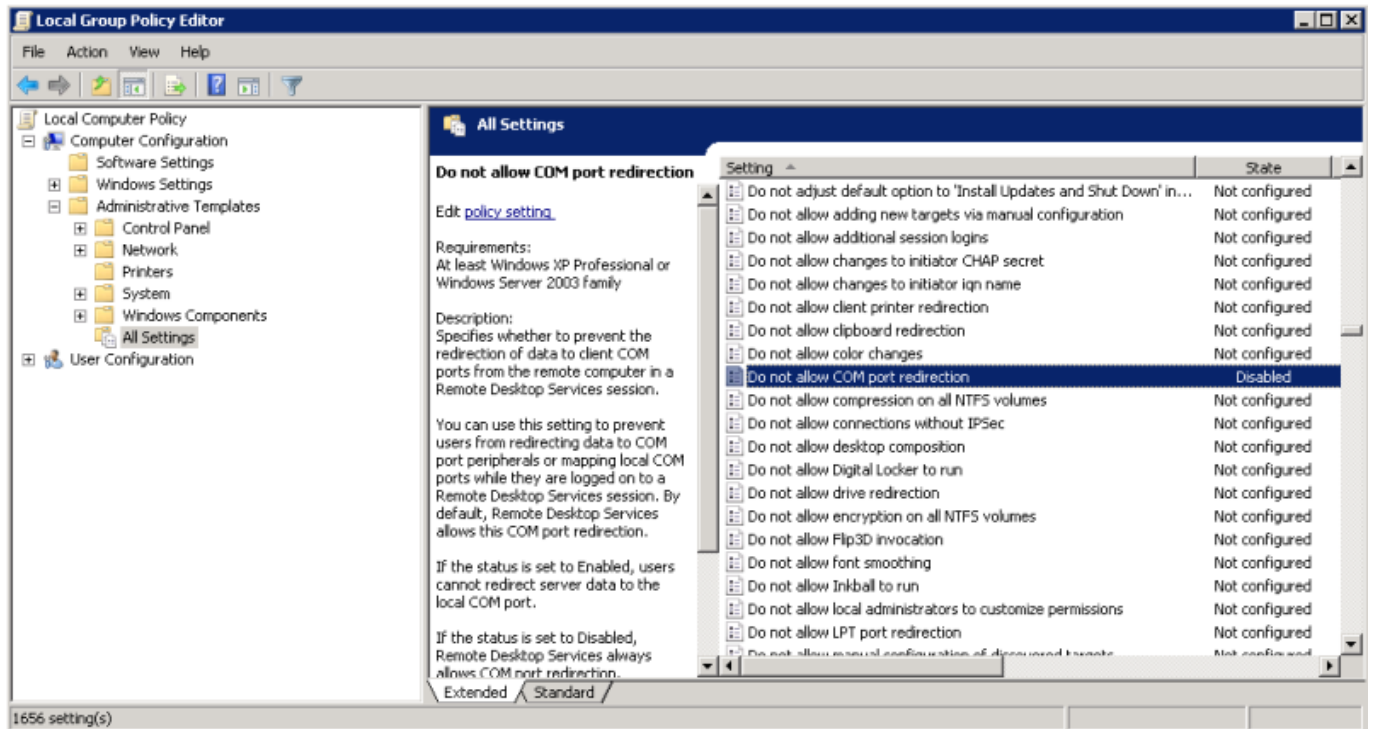 Local Group Policy Editor
File Action View Help
Local Computer Policy
Computer Configuration
Software Settings
Windows Settings
Administrative Templates
Control Panel
Network
Printers
System
Windows Components
All Settings
User Configuration
All Settings
Do not allow COM port redirection
Edit policy setting
Requirements:
At least Windows XP Professional or
Windows Server 2003 family
Description:
Specifies whether to prevent the
redirection of data to client COM
ports from the remote computer in a
Remote Desktop Services session.
You can use this setting to prevent
users from redirecting data to COM
port peripherals or mapping local COM
ports while they are logged on to a
Remote Desktop Services session. By
default, Remote Desktop Services
allows this COM port redirection.
If the status is set to Enabled, users
cannot redirect server data to the
local COM port.
If the status is set to Disabled,
Remote Desktop Services always
allows COM port redirection.
Setting State
Do not adjust default option to 'Install Updates and Shut Down' in... Not configured
Do not allow adding new targets via manual configuration Not configured
Do not allow additional session logins Not configured
Do not allow changes to initiator CHAP secret Not configured
Do not allow changes to initiator iqn name Not configured
Do not allow client printer redirection Not configured
Do not allow clipboard redirection Not configured
Do not allow color changes Not configured
Do not allow COM port redirection Disabled
Do not allow compression on all NTFS volumes Not configured
Do not allow connections without IPSec Not configured
Do not allow desktop composition Not configured
Do not allow Digital Locker to run Not configured
Do not allow drive redirection Not configured
Do not allow encryption on all NTFS volumes Not configured
Do not allow Flip3D invocation Not configured
Do not allow font smoothing Not configured
Do not allow Inkball to run Not configured
Do not allow local administrators to customize permissions Not configured
Do not allow LPT port redirection Not configured
Do not allow manual configuration of discovered targets Not configured
Extended Standard
1656 setting(s)